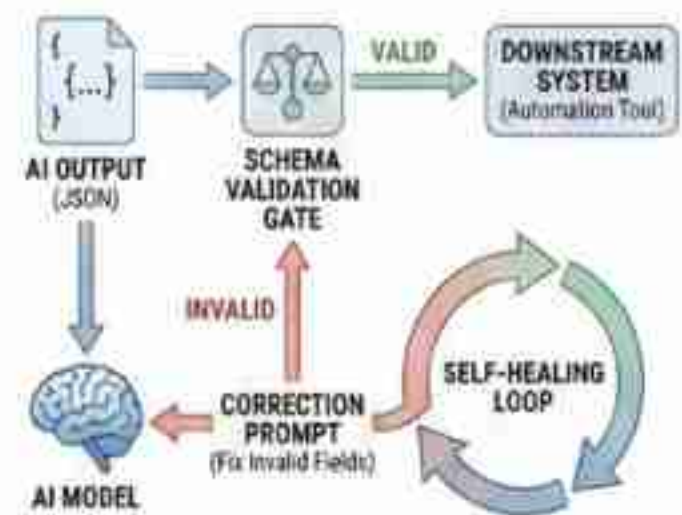 {
{...}
}
AI OUTPUT
(JSON)
SCHEMA
VALIDATION
GATE
VALID
DOWNSTREAM
SYSTEM
(Automation Tool)
INVALID
AI MODEL
CORRECTION
PROMPT
(Fix Invalid Fields)
SELF-HEALING
LOOP